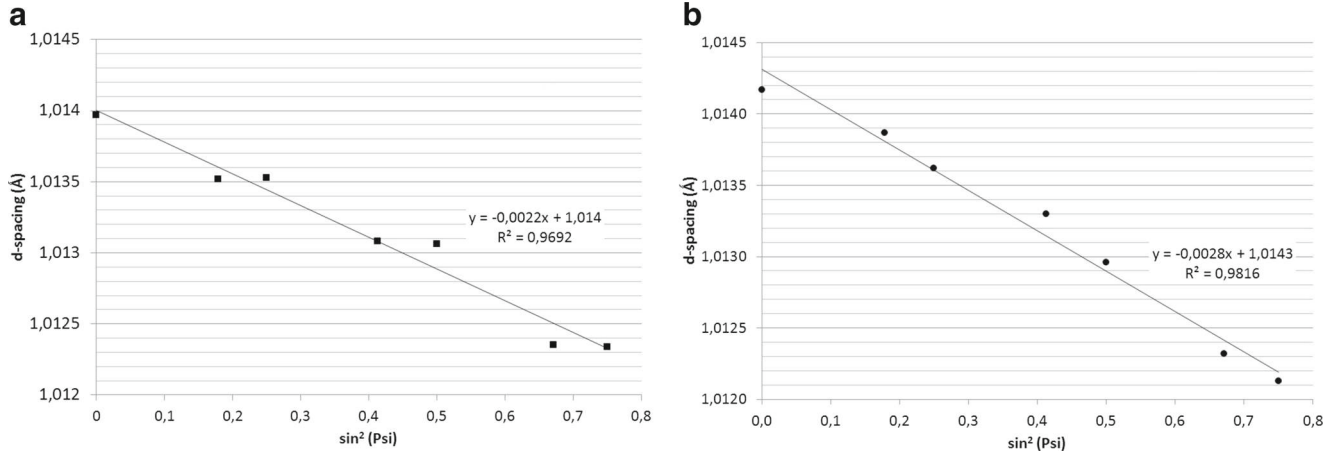 a
1,0145
1,014
1,0135
1,013
1,0125
1,012
d-spacing (Å)
y = -0,0022x + 1,014
R² = 0,9692
0 0,1 0,2 0,3 0,4 0,5 0,6 0,7 0,8
sin² (Psi)
b
1,0145
1,0140
1,0135
1,0130
1,0125
1,0120
d-spacing (Å)
y = -0,0028x + 1,0143
R² = 0,9816
0,0 0,1 0,2 0,3 0,4 0,5 0,6 0,7 0,8
sin² (Psi)